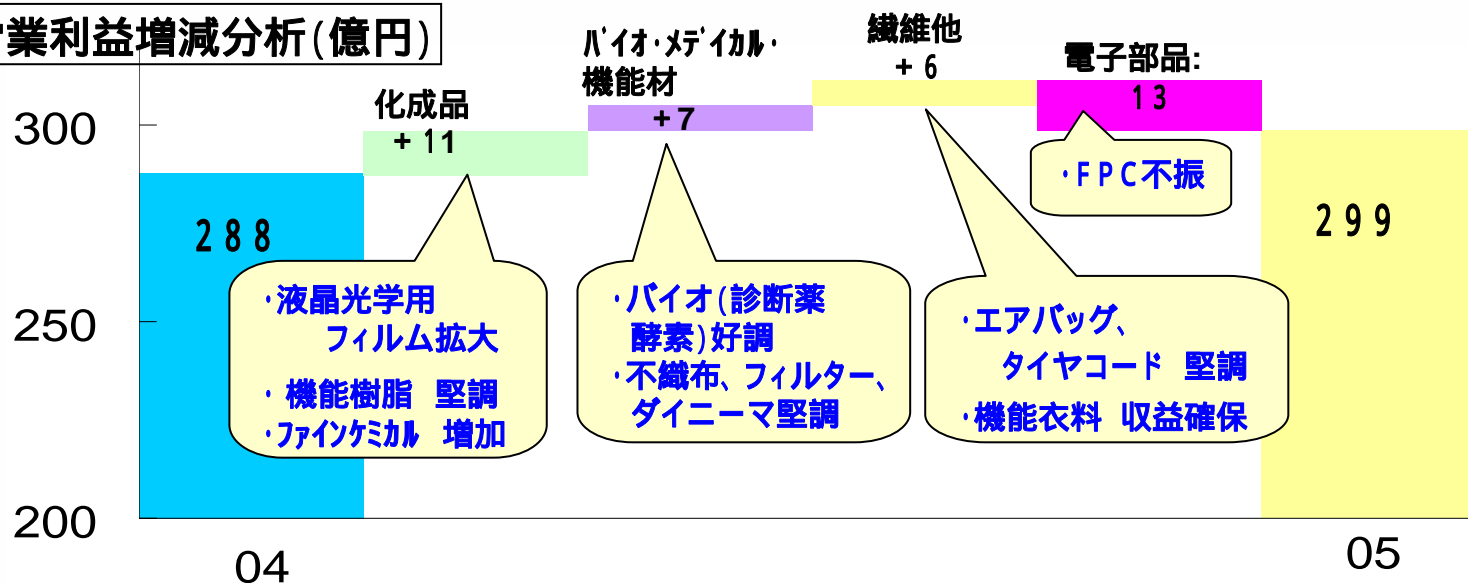 業利益増減分析(億円)
バイオ・メデイカル・
機能材
+7
繊維他
+6
電子部品:
13
化成品
+11
300
・FPC不振
288
299
・液晶光学用
フィルム拡大
・機能樹脂 堅調
・ファインケミカル 増加
・バイオ(診断薬
酵素)好調
・不織布、フィルター、
ダイニーマ堅調
・エアバッグ、
タイヤコード 堅調
・機能衣料 収益確保
250
200
04
05